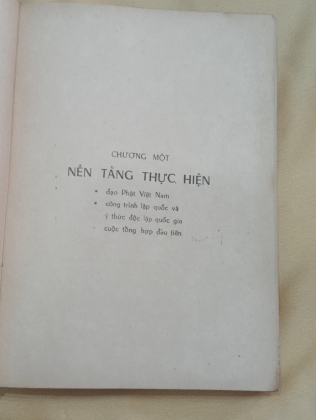 CHƯƠNG MỘT
NỀN TẢNG THỰC HIỆN
• đạo Phật Việt Nam
• công trình lập quốc và
ý thức độc lập quốc gia
cuộc tổng hợp đầu tiên